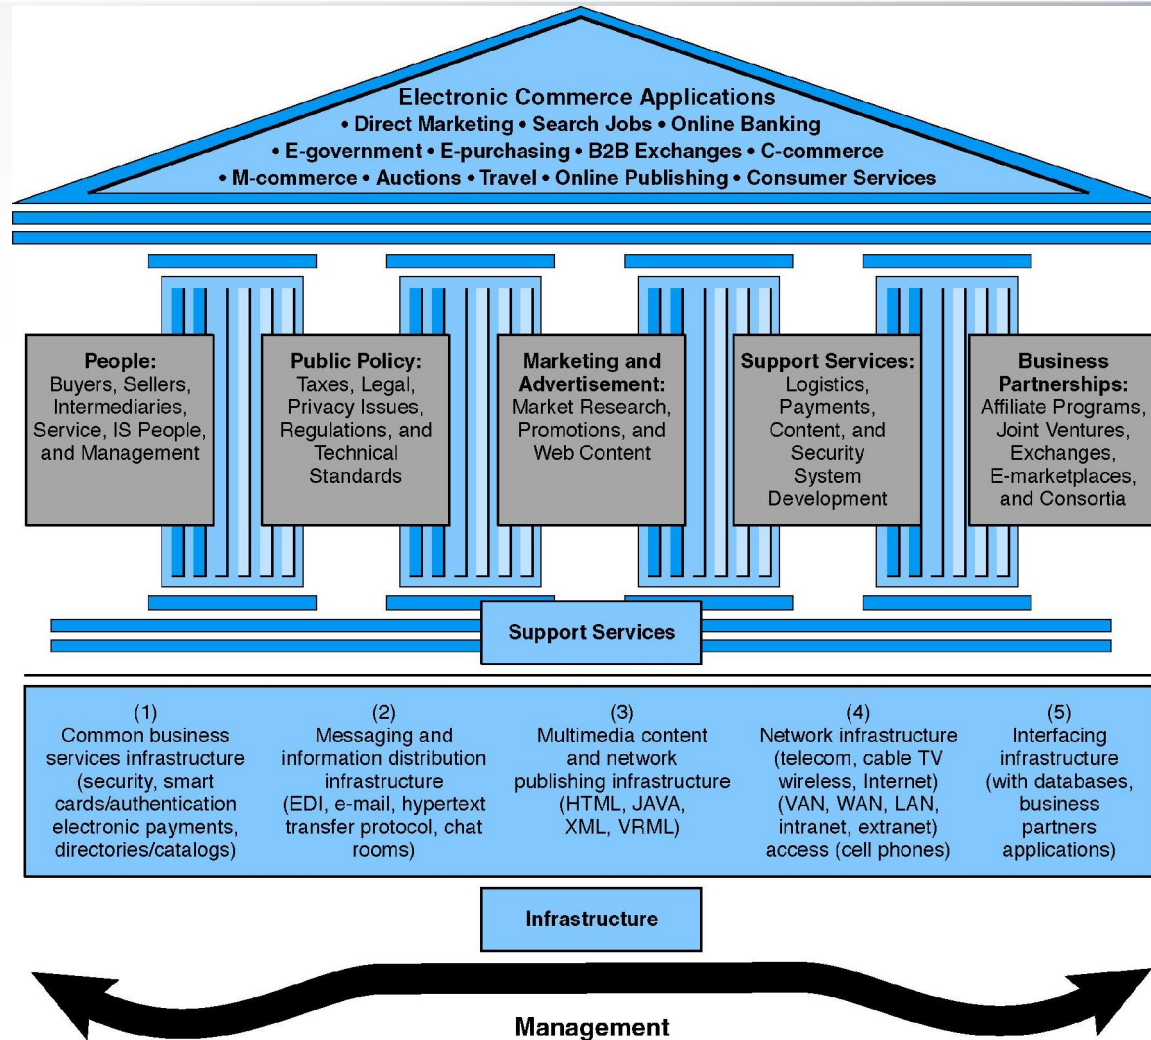 Electronic Commerce Applications
• Direct Marketing • Search Jobs • Online Banking
• E-government • E-purchasing • B2B Exchanges • C-commerce
• M-commerce • Auctions • Travel • Online Publishing • Consumer Services
People:
Buyers, Sellers,
Intermediaries,
Service, IS People,
and Management
Public Policy:
Taxes, Legal,
Privacy Issues,
Regulations, and
Technical
Standards
Marketing and
Advertisement:
Market Research,
Promotions, and
Web Content
Support Services:
Logistics,
Payments,
Content, and
Security
System
Development
Business
Partnerships:
Affiliate Programs,
Joint Ventures,
Exchanges,
E-marketplaces,
and Consortia
Support Services
(1)
Common business
services infrastructure
(security, smart
cards/authentication
electronic payments,
directories/catalogs)
(2)
Messaging and
information distribution
infrastructure
(EDI, e-mail, hypertext
transfer protocol, chat
rooms)
(3)
Multimedia content
and network
publishing infrastructure
(HTML, JAVA,
XML, VRML)
(4)
Network infrastructure
(telecom, cable TV
wireless, Internet)
(VAN, WAN, LAN,
intranet, extranet)
access (cell phones)
(5)
Interfacing
infrastructure
(with databases,
business
partners
applications)
Infrastructure
Management